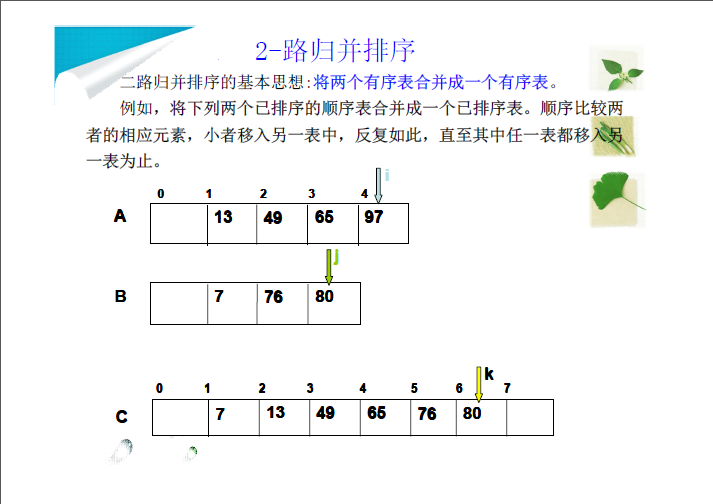 2-路归并排序
二路归并排序的基本思想:将两个有序表合并成一个有序表。
例如，将下列两个已排序的顺序表合并成一个已排序表。顺序比较两
者的相应元素，小者移入另一表中，反复如此，直至其中任一表都移入另
一表为止。
i
0 1 2 3 4
A 13 49 65 97
j
B 7 76 80
k
0 1 2 3 4 5 6 7
C 7 13 49 65 76 80